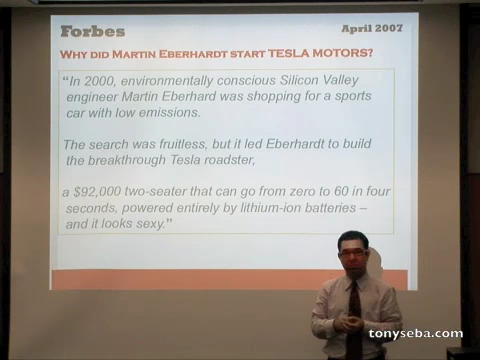 Forbes
April 2007
WHY DID MARTIN EBERHARDT START TESLA MOTORS?
“In 2000, environmentally conscious Silicon Valley
engineer Martin Eberhard was shopping for a sports
car with low emissions.
The search was fruitless, but it led Eberhardt to build
the breakthrough Tesla roadster,
a $92,000 two-seater that can go from zero to 60 in four
seconds, powered entirely by lithium-ion batteries –
and it looks sexy.”
tonyseba.com